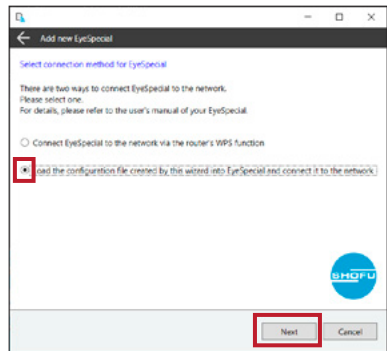 Add new EyeSpecial
Select connection method for EyeSpecial
There are two ways to connect EyeSpecial to the network.
Please select one.
For details, please refer to the user's manual of your EyeSpecial.
Connect EyeSpecial to the network via the router's WPS function
Load the configuration file created by this wizard into EyeSpecial and connect it to the network
SHOFU
Next
Cancel